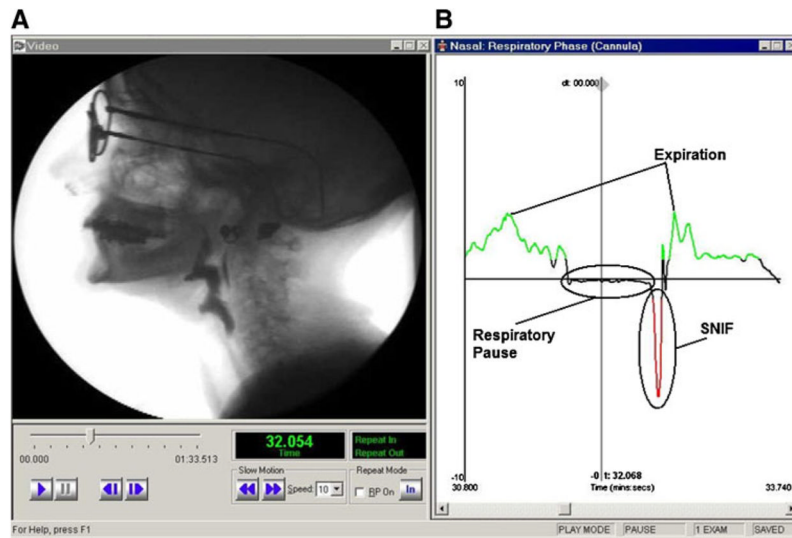 A
B
Video
Nasal: Respiratory Phase (Cannula)
10
dt: 00.000
Expiration
Respiratory
Pause
SNIF
-10
-0 | t: 32.068
30.800
Time (mins:secs)
33.740
00.000
01:33.513
32.054
Time
Repeat In
Repeat Out
Slow Motion
Speed: 10
Repeat Mode
RP On
In
For Help, press F1
PLAY MODE
PAUSE
1 EXAM
SAVED